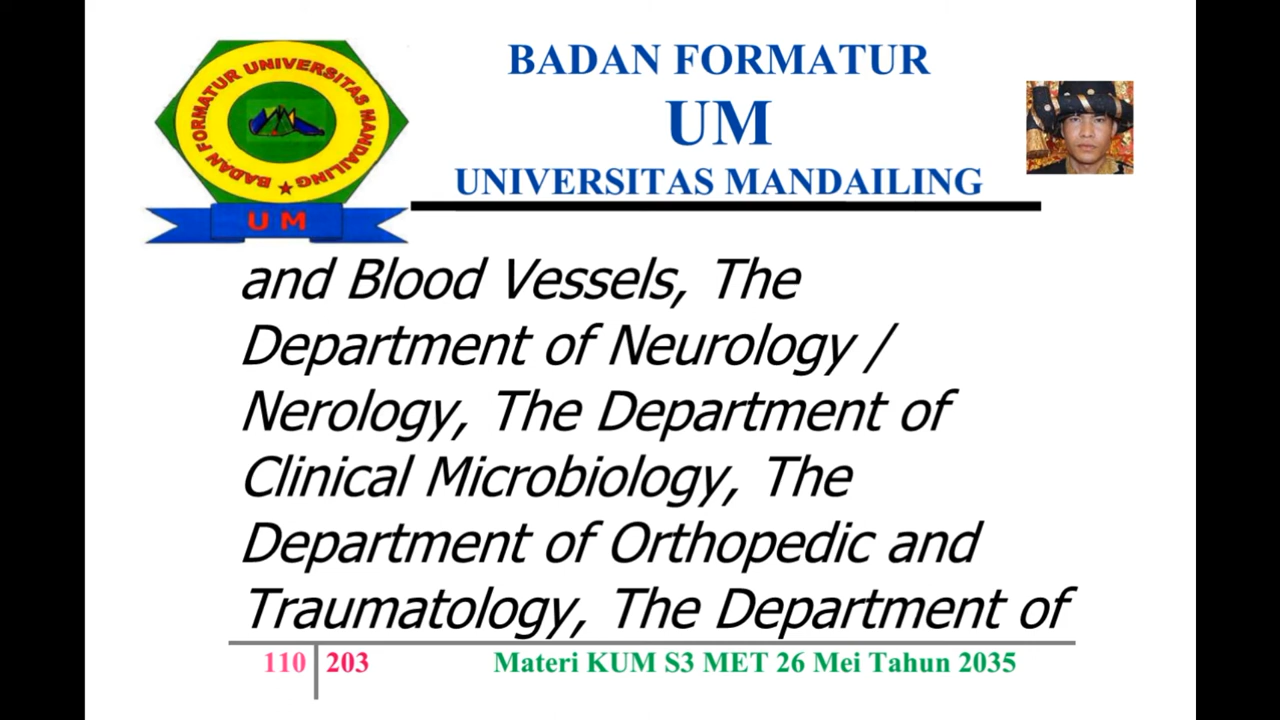 BADAN FORMATUR UNIVERSITAS MANDAILING
BADAN
UM
BADAN FORMATUR
UM
UNIVERSITAS MANDAILING
and Blood Vessels, The
Department of Neurology /
Nerology, The Department of
Clinical Microbiology, The
Department of Orthopedic and
Traumatology, The Department of
110 203 Materi KUM S3 MET 26 Mei Tahun 2035